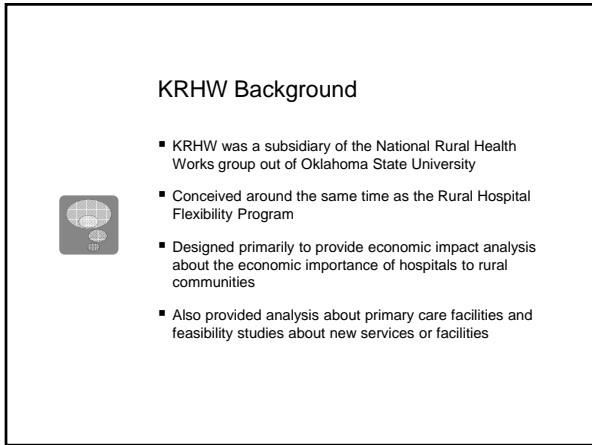 KRHW Background
▪ KRHW was a subsidiary of the National Rural Health
Works group out of Oklahoma State University
▪ Conceived around the same time as the Rural Hospital
Flexibility Program
▪ Designed primarily to provide economic impact analysis
about the economic importance of hospitals to rural
communities
▪ Also provided analysis about primary care facilities and
feasibility studies about new services or facilities